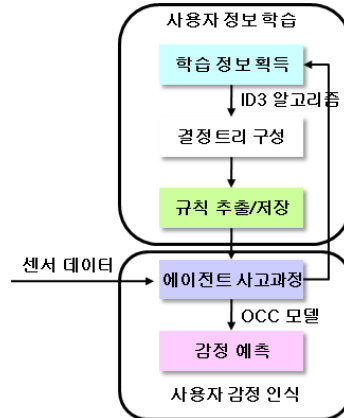 사용자 정보 학습
학습 정보 획득
ID3 알고리즘
결정트리 구성
규칙 추출/저장
센서 데이터
에이전트 사고과정
OCC 모델
감정 예측
사용자 감정 인식